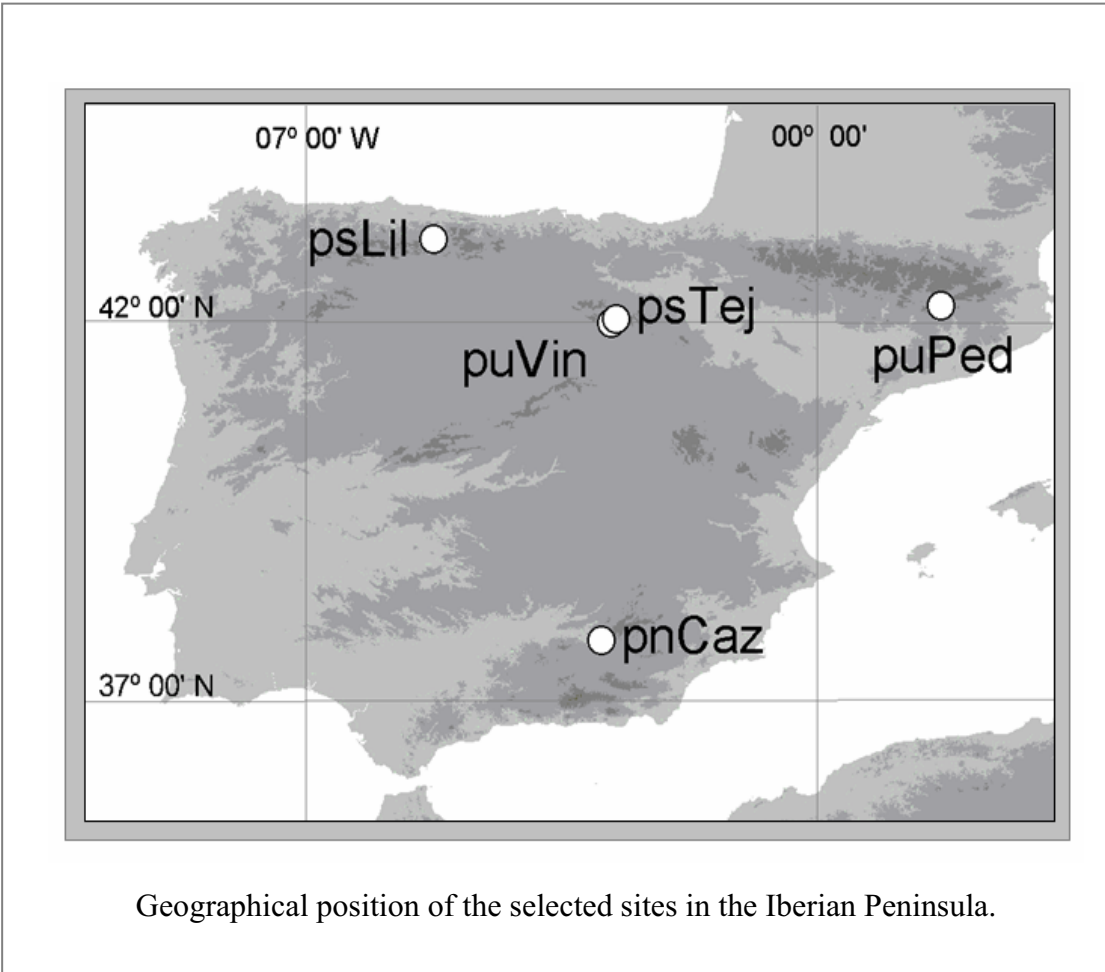 07º 00' W
00º 00'
psLil
42º 00' N
psTej
puVin
puPed
pnCaz
37º 00' N
Geographical position of the selected sites in the Iberian Peninsula.